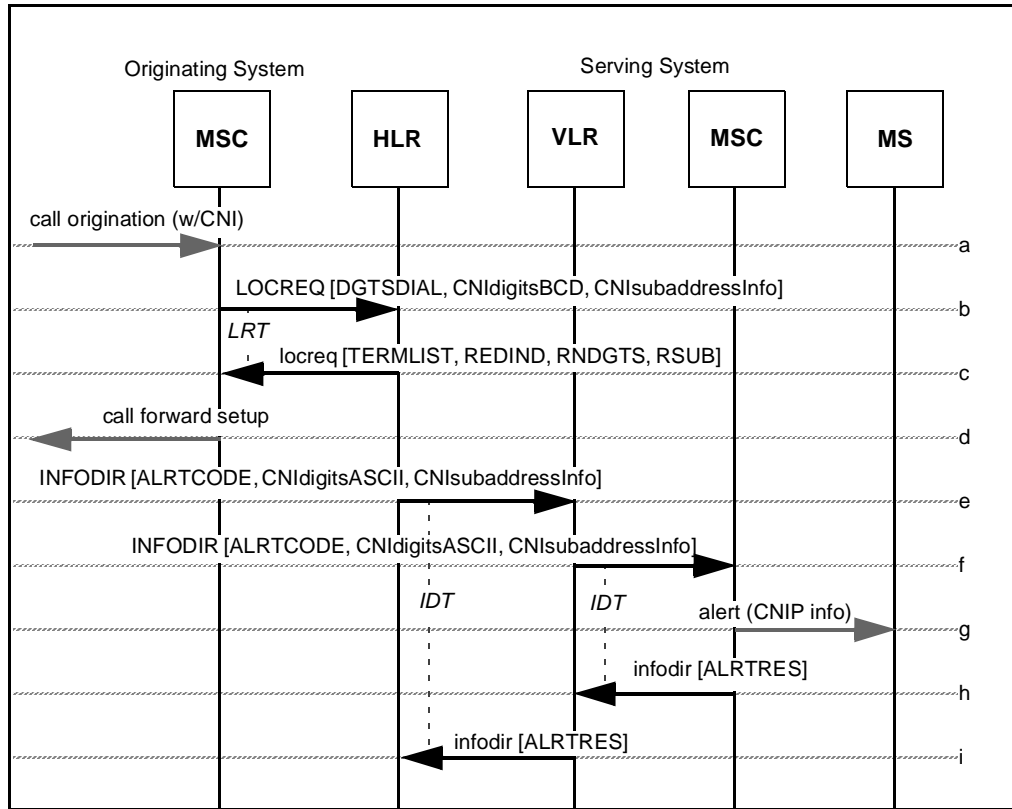 Originating System
Serving System
MSC
HLR
VLR
MSC
MS
call origination (w/CNI)
a
LOCREQ [DGTSDIAL, CNIdigitsBCD, CNIsubaddressInfo]
b
LRT
locreq [TERMLIST, REDIND, RNDGTS, RSUB]
c
call forward setup
d
INFODIR [ALRTCODE, CNIdigitsASCII, CNIsubaddressInfo]
e
INFODIR [ALRTCODE, CNIdigitsASCII, CNIsubaddressInfo]
f
IDT
IDT
alert (CNIP info)
g
infodir [ALRTRES]
h
infodir [ALRTRES]
i